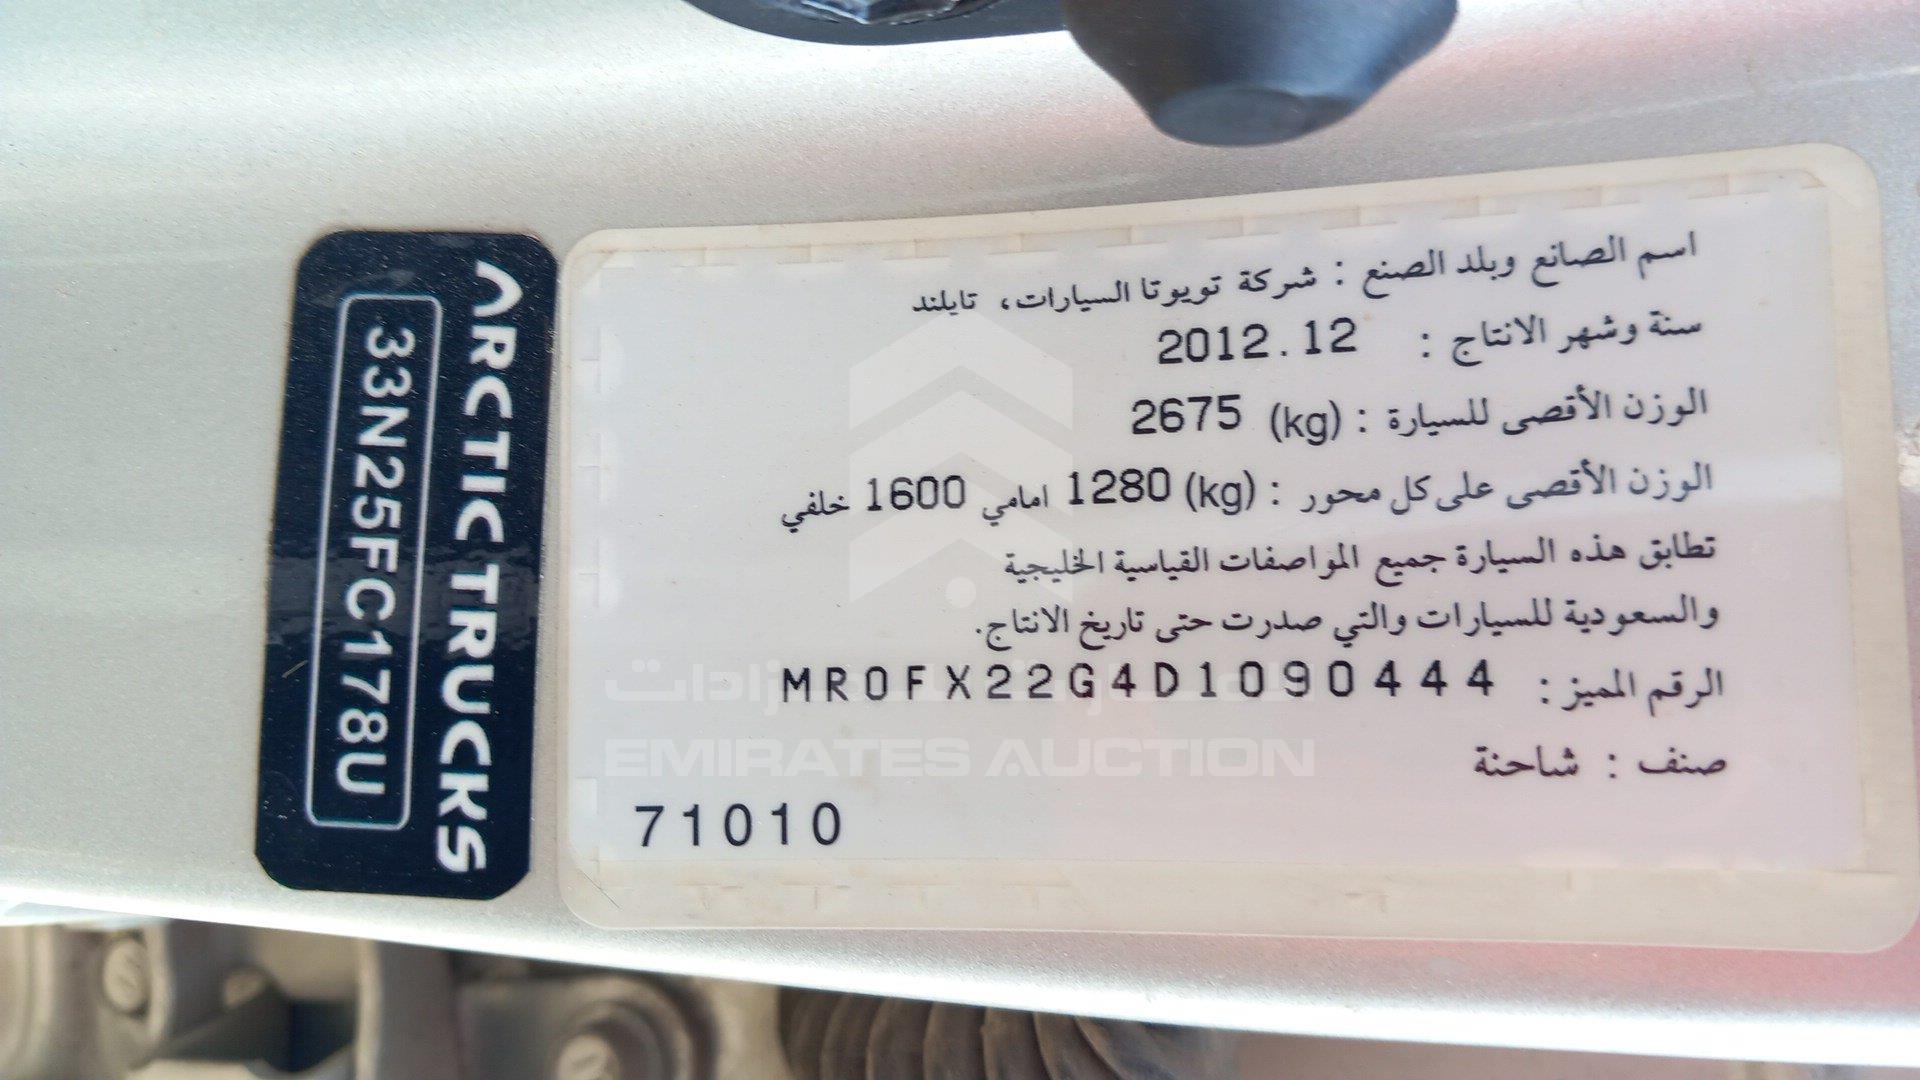 ARCTIC TRUCKS
33N25FC178U
اسم الصانع وبلد الصنع : شركة تويوتا السيارات، تايلند
سنة وشهر الانتاج : 2012.12
الوزن الأقصى للسيارة : (kg) 2675
الوزن الأقصى على كل محور : (kg) 1280 امامي 1600 خلفي
تطابق هذه السيارة جميع المواصفات القياسية الخليجية
والسعودية للسيارات والتي صدرت حتى تاريخ الانتاج.
الرقم المميز : MR0FX22G4D1090444
صنف : شاحنة
71010
الإمارات للمزادات
EMIRATES AUCTION